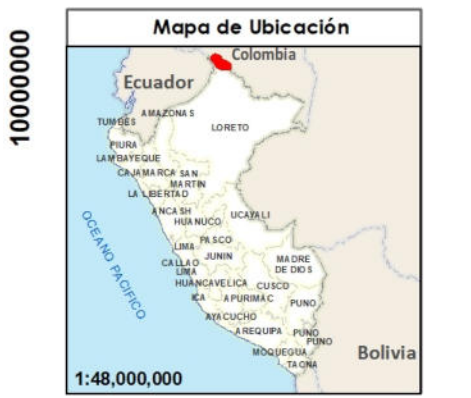 10000000
Mapa de Ubicación
Colombia
Ecuador
AMAZONAS
TUMBES
LORETO
PIURA
LAMBAYEQUE
CAJAMARCA
SAN
MARTIN
LA LIBERTAD
ANCASH
HUANUCO
UCAYALI
PASCO
LIMA
JUNIN
CALLAO
LIMA
MADRE
DE DIOS
HUANCAVELICA
CUSCO
ICA
APURIMAC
PUNO
AYACUCHO
AREQUIPA
PUNO
PUNO
MOQUEGUA
TACNA
OCEANO PACIFICO
Bolivia
1:48,000,000